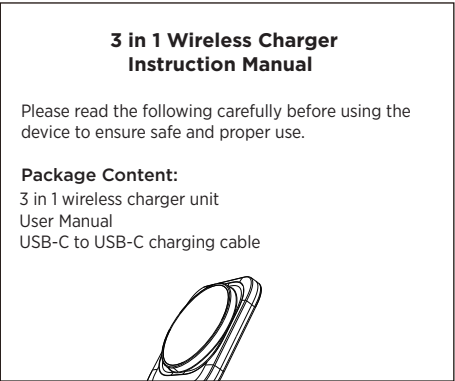 3 in 1 Wireless Charger
Instruction Manual
Please read the following carefully before using the
device to ensure safe and proper use.
Package Content:
3 in 1 wireless charger unit
User Manual
USB-C to USB-C charging cable